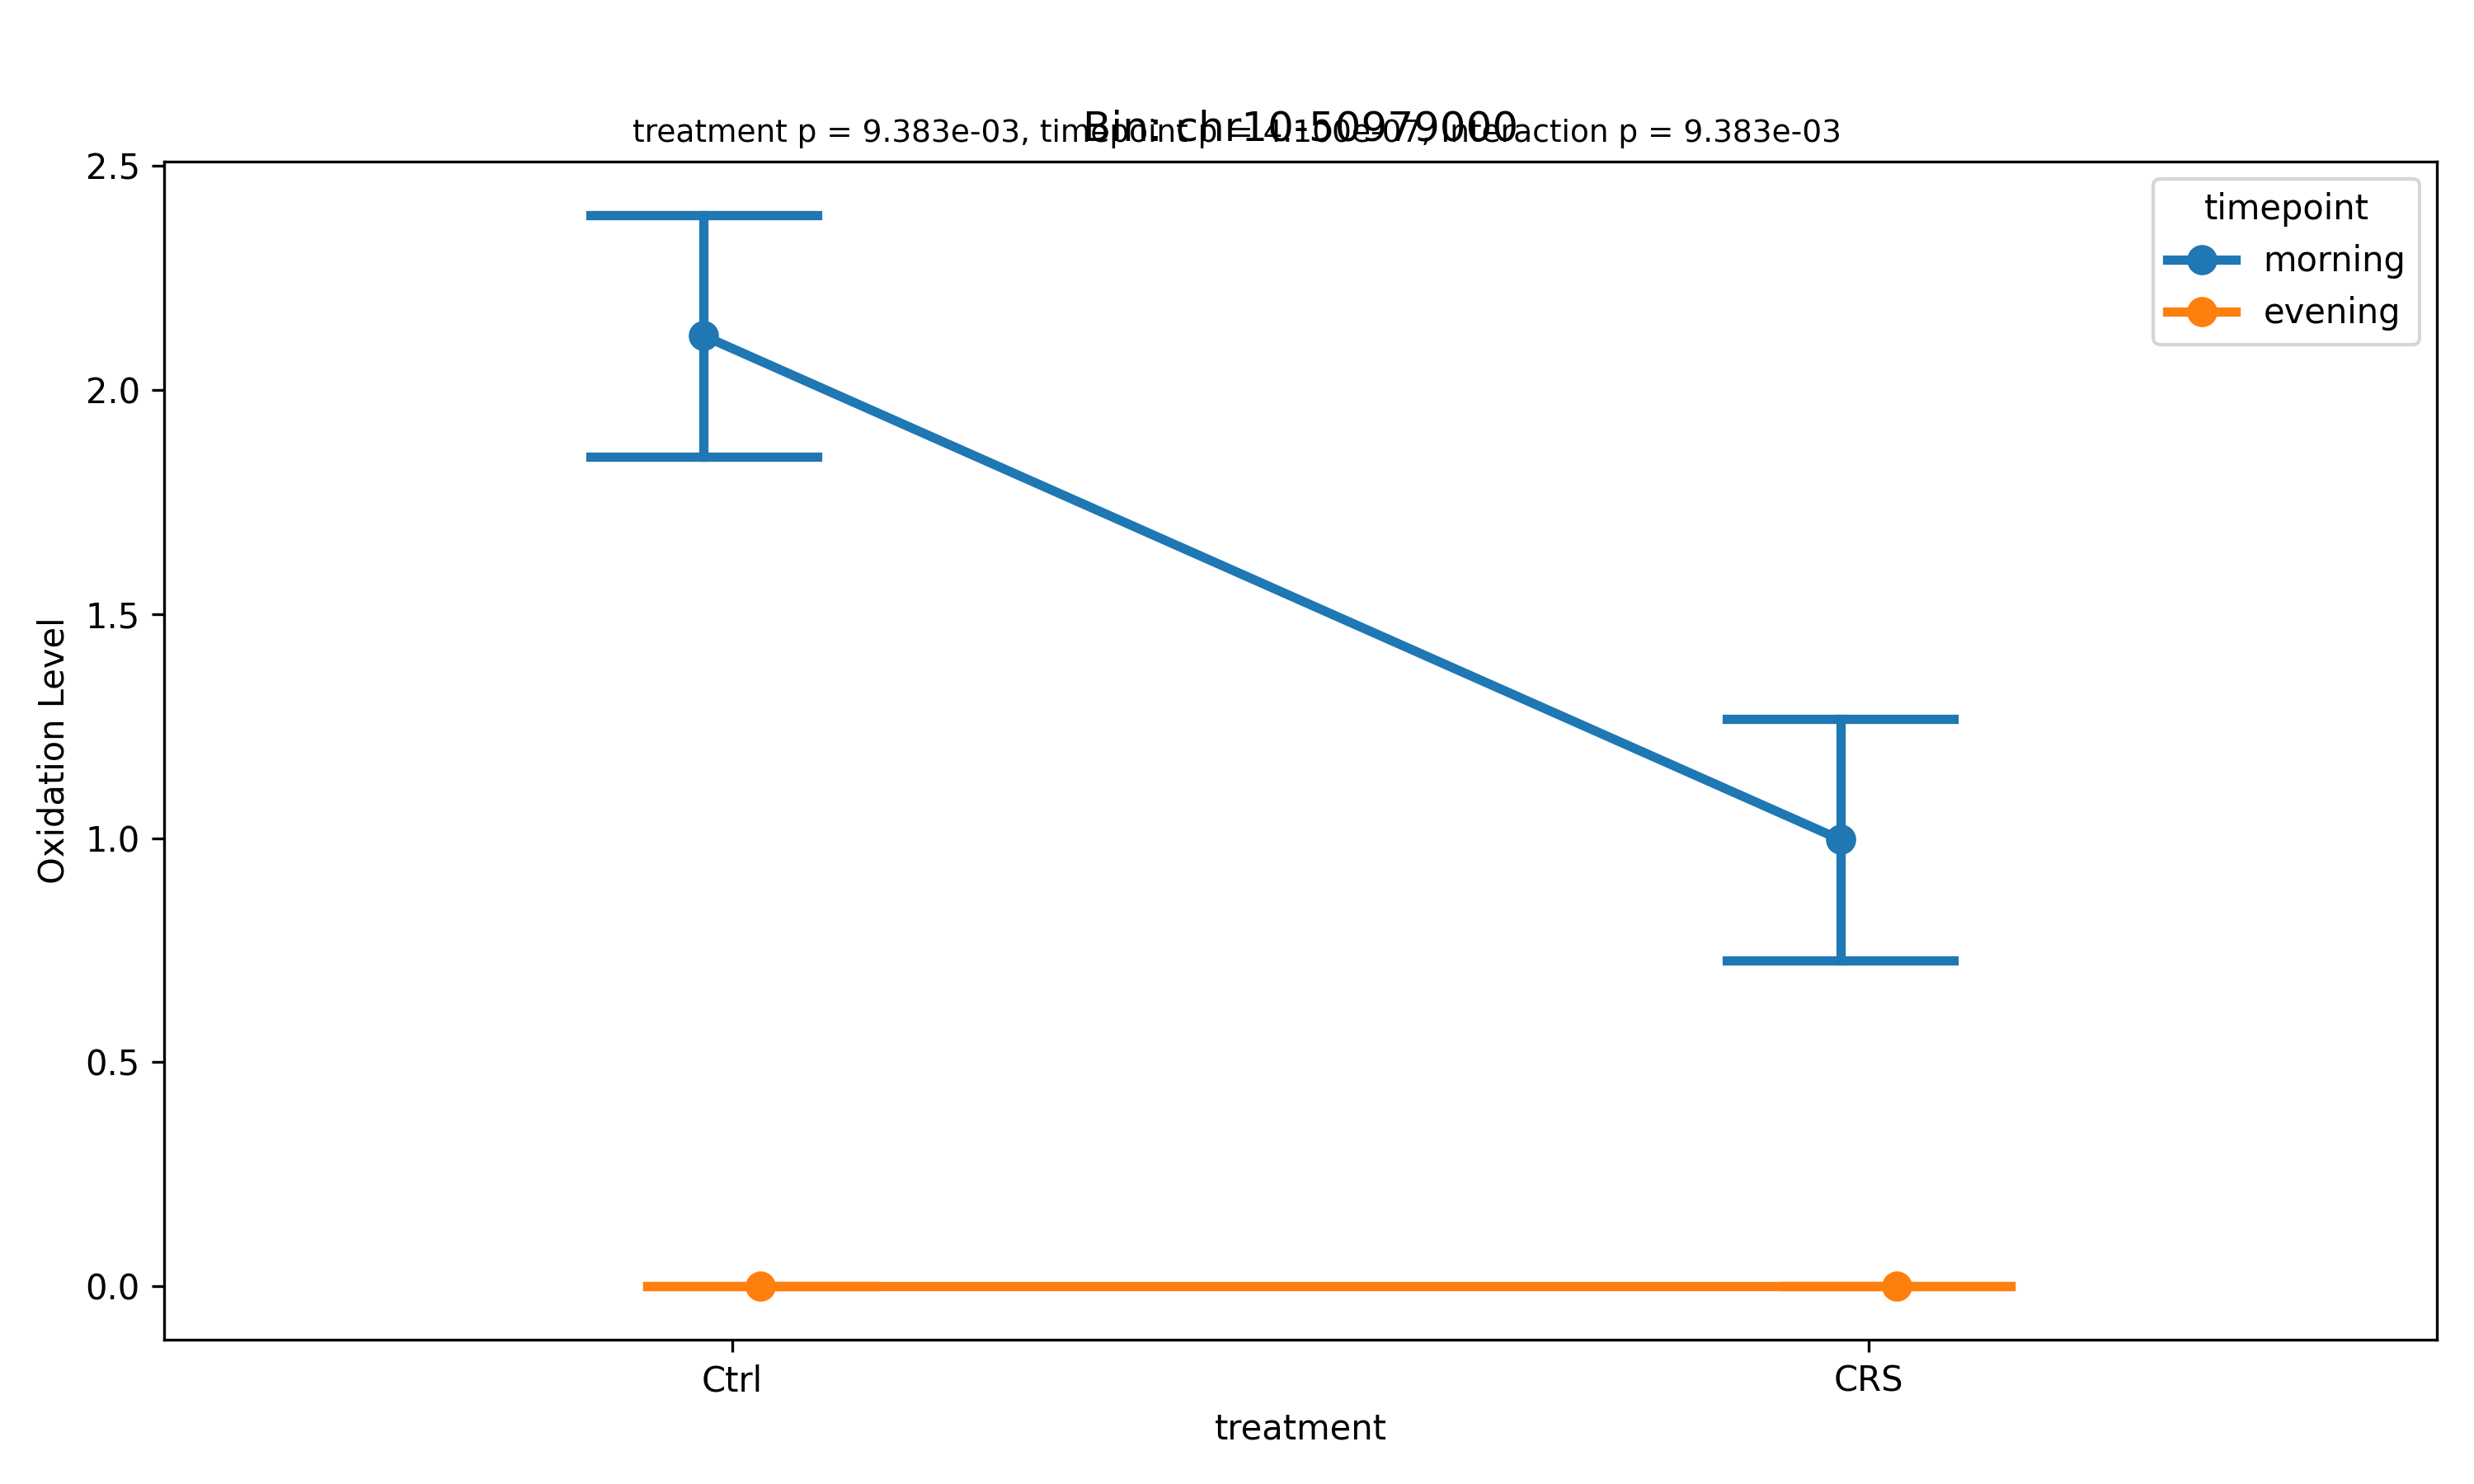 Bin: chr10-50979000
treatment p = 9.383e-03, timepoint p = interaction p = 9.383e-03
timepoint
morning
evening
2.5
2.0
1.5
1.0
0.5
0.0
Oxidation Level
Ctrl
CRS
treatment